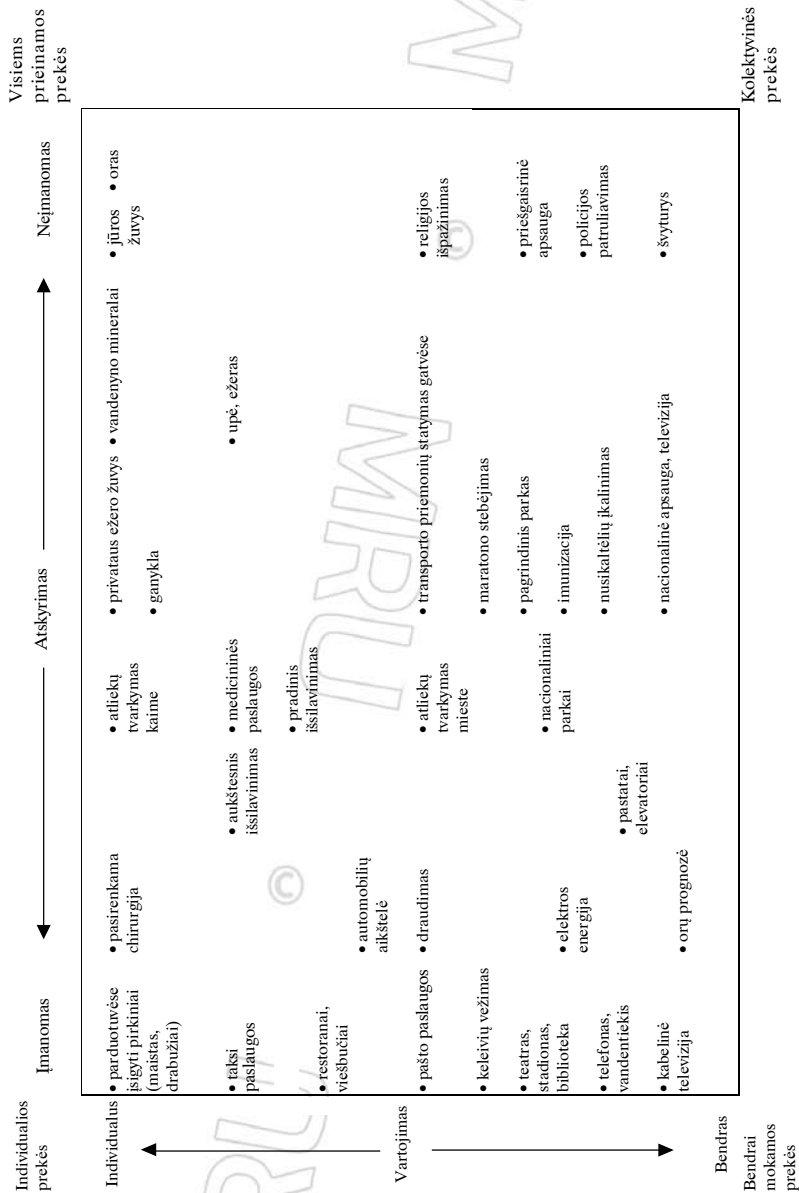 Individualios
prekės
Įmanomas
Atskyrimas
Neįmanomas
Visiems
prieinamos
prekės
Individualus
Vartojimas
Bendras
Bendrai
mokamos
prekės
Kolektyvinės
prekės
• parduotuvėse
įsigyti pirkiniai
(maistas,
drabužiai)
• pasirenkama
chirurgija
• atliekų
tvarkymas
kaime
• privataus ežero žuvys
• vandenyno mineralai
• ganykla
• jūros
žuvys
• oras
• taksi
paslaugos
• aukštesnis
išsilavinimas
• medicininės
paslaugos
• upė, ežeras
• pradinis
išsilavinimas
• restoranai,
viešbučiai
• automobilių
aikštelė
• pašto paslaugos
• draudimas
• atliekų
tvarkymas
mieste
• transporto priemonių statymas gatvėse
• religijos
išpažinimas
• keleivių vežimas
• maratono stebėjimas
• teatras,
stadionas,
biblioteka
• elektros
energija
• nacionaliniai
parkai
• pagrindinis parkas
• imunizacija
• priešgaisrinė
apsauga
• telefonas,
vandentiekis
• pastatai,
elevatoriai
• nusikaltėlių įkalinimas
• policijos
patruliavimas
• kabelinė
televizija
• orų prognozė
• nacionalinė apsauga, televizija
• švyturys
© MRU
©